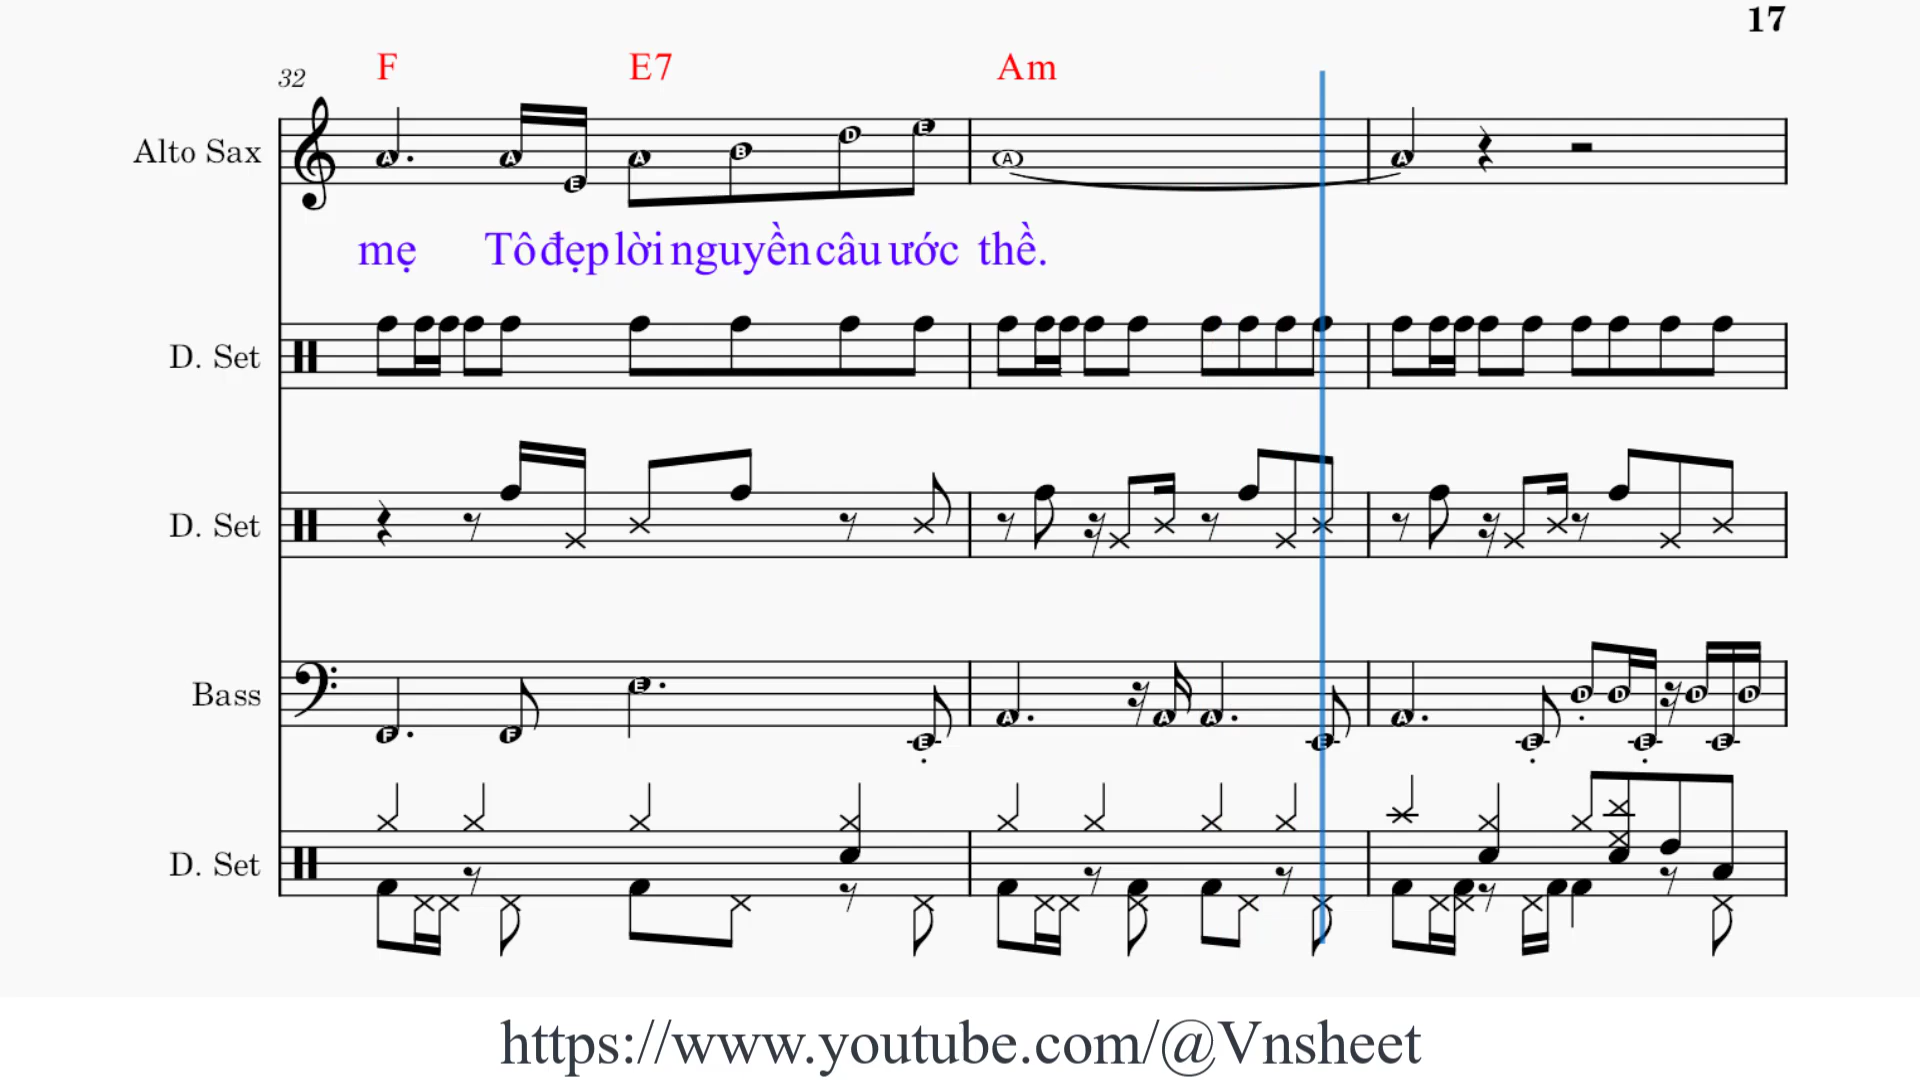 17
F E7 Am
32
Alto Sax
A A E A B D E A A
mẹ Tô đẹp lời nguyền câu ước thề.
D. Set
D. Set
Bass
F F E E A A A E A E D D E D E D
D. Set
https://www.youtube.com/@Vnsheet